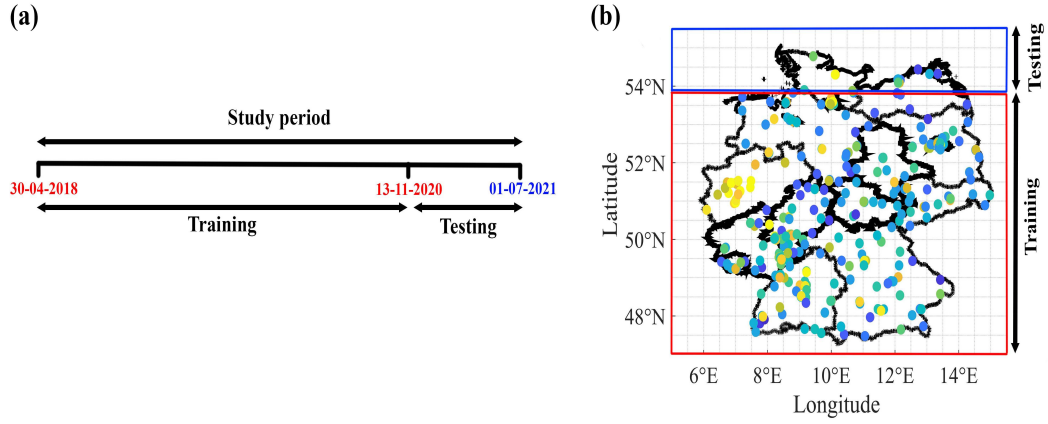 (a)
Study period
30-04-2018
13-11-2020
01-07-2021
Training
Testing
(b)
54°N
52°N
50°N
48°N
Latitude
6°E
8°E
10°E
12°E
14°E
Longitude
Testing
Training